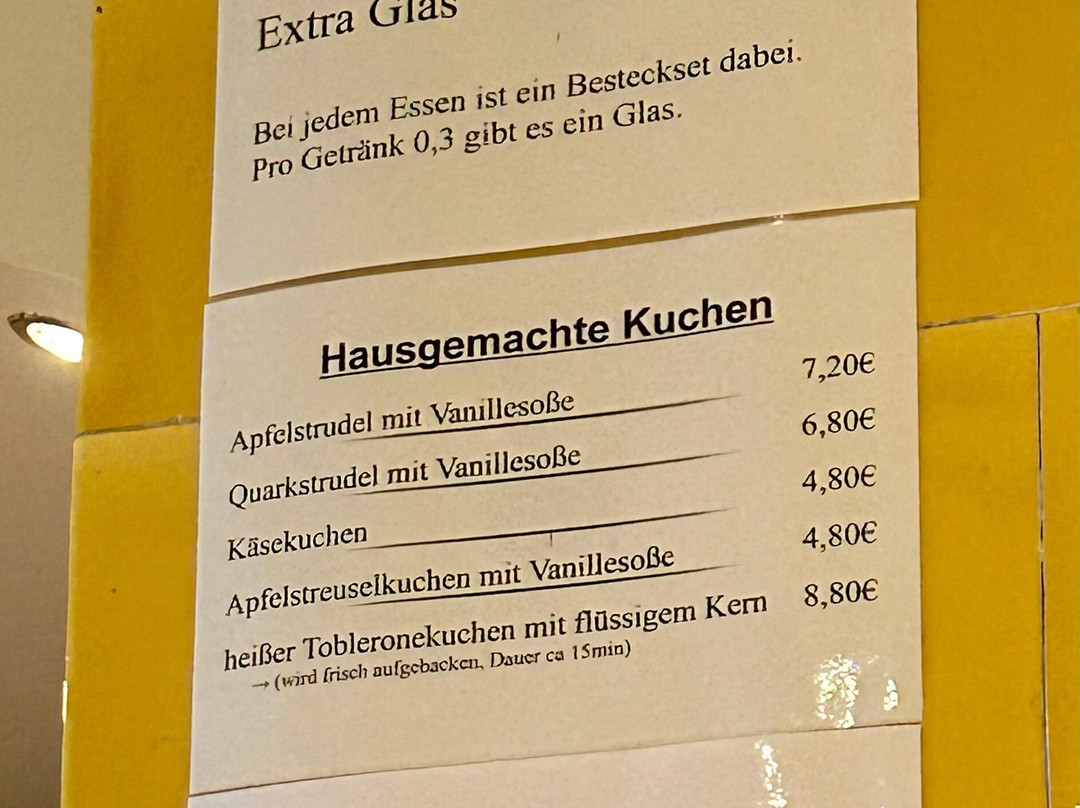 Extra Glas
Bei jedem Essen ist ein Besteckset dabei.
Pro Getränk 0,3 gibt es ein Glas.
Hausgemachte Kuchen
Apfelstrudel mit Vanillesoße 7,20€
Quarkstrudel mit Vanillesoße 6,80€
Käsekuchen 4,80€
Apfelstreuselkuchen mit Vanillesoße 4,80€
heißer Tobleronekuchen mit flüssigem Kern 8,80€
→ (wird frisch aufgebacken, Dauer ca 15min)